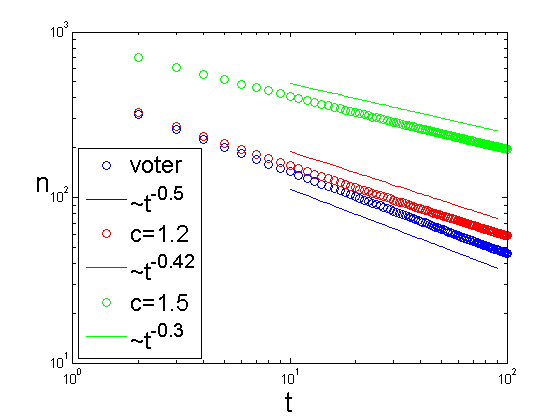 10^3
n
10^2
voter
~t^-0.5
c=1.2
~t^-0.42
c=1.5
~t^-0.3
10^1
10^0 10^1 10^2
t